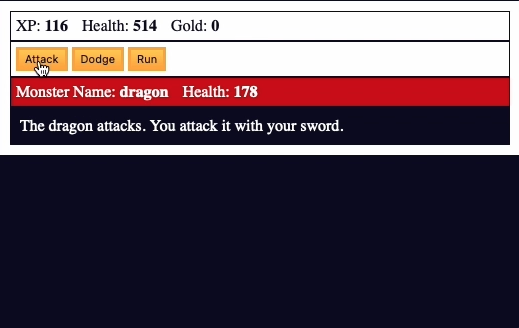 XP: 116 Health: 514 Gold: 0
Attack Dodge Run
Monster Name: dragon Health: 178
The dragon attacks. You attack it with your sword.